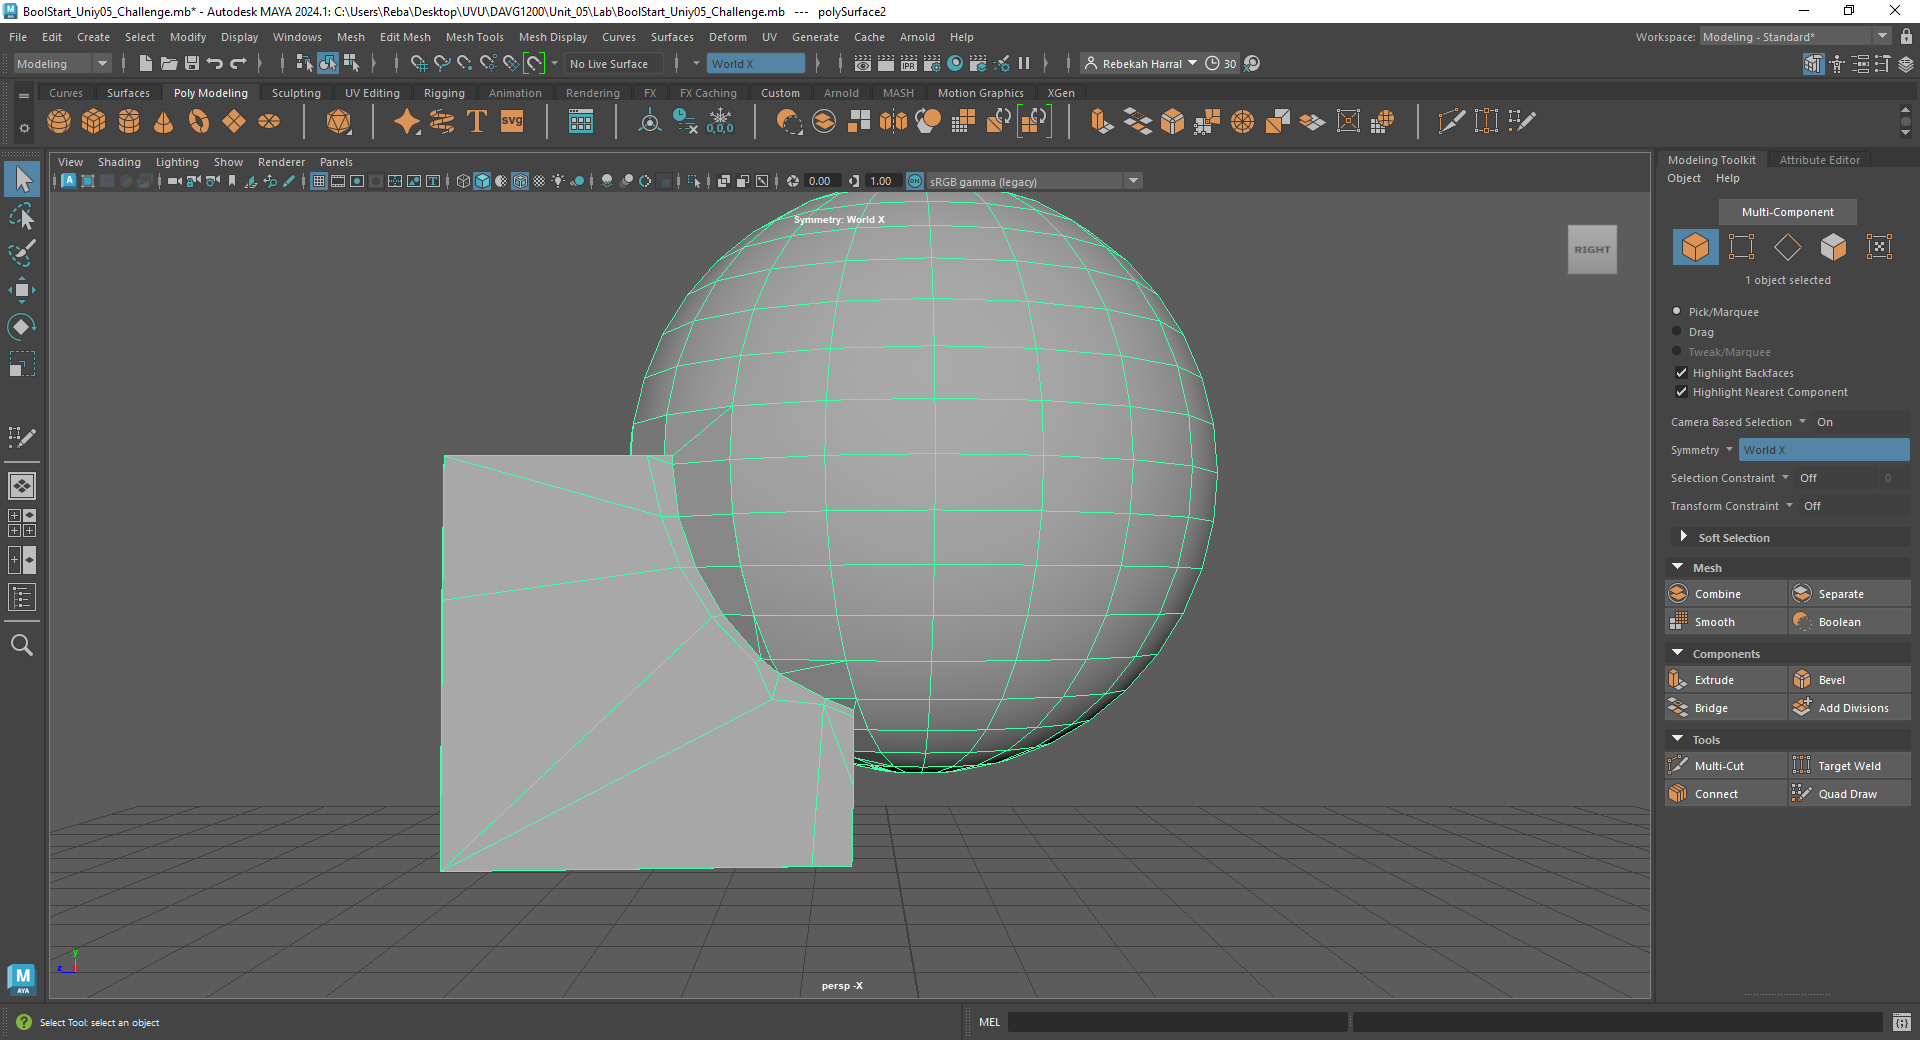 BoolStart_Uniy05_Challenge.mb* - Autodesk MAYA 2024.1: C:\Users\Reba\Desktop\UVU\DAVG1200\Unit_05\Lab\BoolStart_Uniy05_Challenge.mb --- polySurface2
File Edit Create Select Modify Display Windows Mesh Edit Mesh Mesh Tools Mesh Display Curves Surfaces Deform UV Generate Cache Arnold Help
Workspace: Modeling - Standard*
Modeling No Live Surface World X IPR Rebekah Harral 30
Curves Surfaces Poly Modeling Sculpting UV Editing Rigging Animation Rendering FX FX Caching Custom Arnold MASH Motion Graphics XGen
T SVG 0,0,0
View Shading Lighting Show Renderer Panels
0.00 1.00 ON sRGB gamma (legacy)
Symmetry: World X
RIGHT
y
z
persp -X
Modeling Toolkit Attribute Editor
Object Help
Multi-Component
1 object selected
Pick/Marquee
Drag
Tweak/Marquee
Highlight Backfaces
Highlight Nearest Component
Camera Based Selection On
Symmetry World X
Selection Constraint Off 0
Transform Constraint Off
Soft Selection
Mesh
Combine Separate
Smooth Boolean
Components
Extrude Bevel
Bridge Add Divisions
Tools
Multi-Cut Target Weld
Connect Quad Draw
M
AYA
Select Tool: select an object
MEL